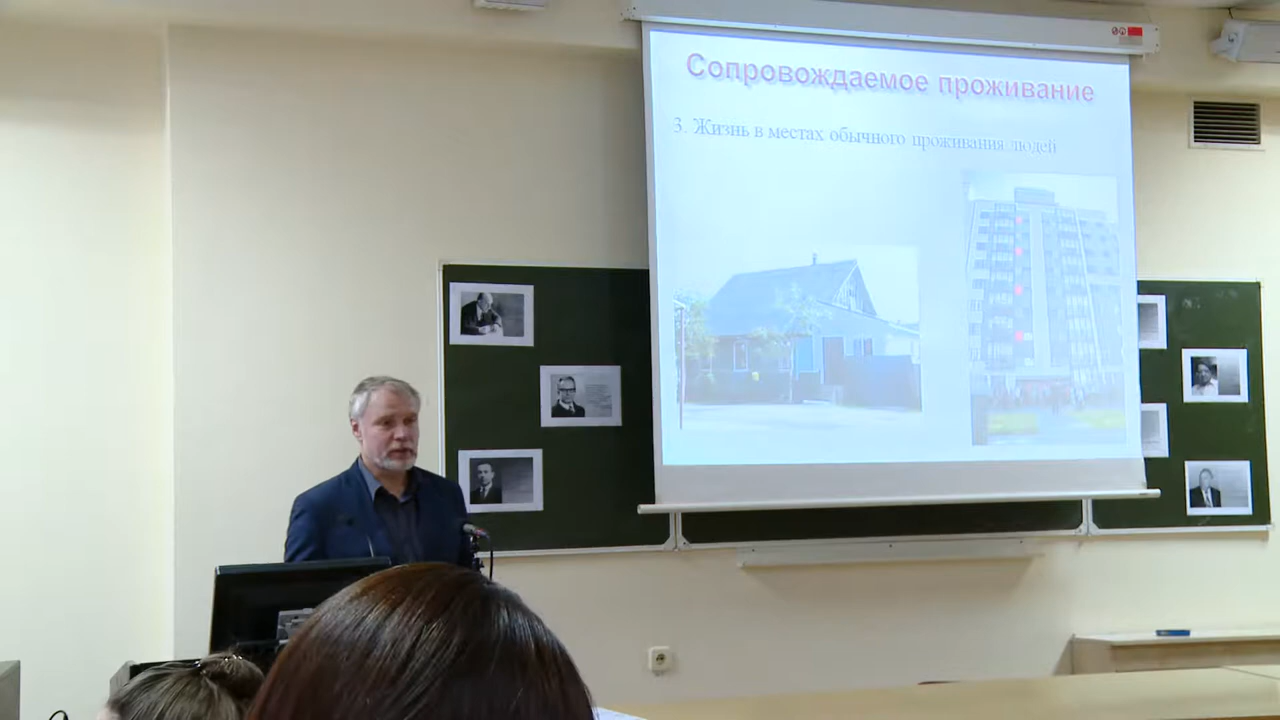 Сопровождаемое проживание
3. Жизнь в местах обычного проживания людей